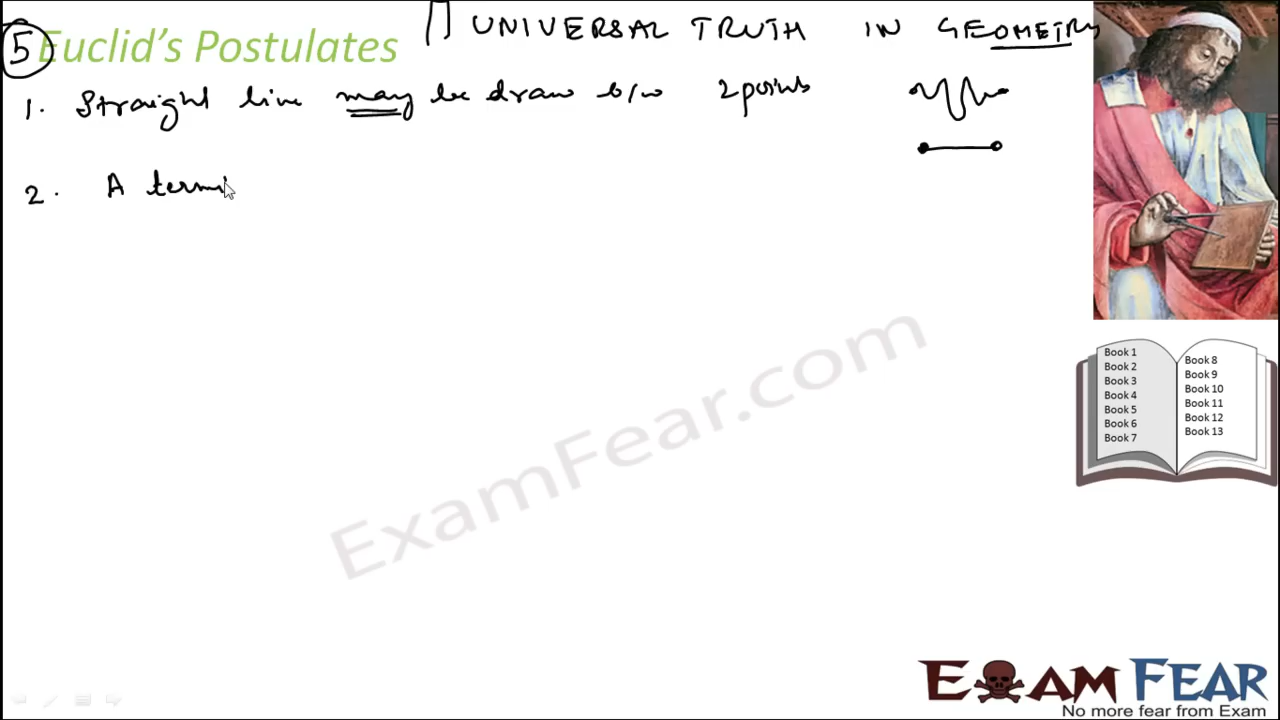 5 Euclid's Postulates
UNIVERSAL TRUTH IN GEOMETRY
1. Straight line may be draw b/w 2 points
2. A termi
Book 1
Book 2
Book 3
Book 4
Book 5
Book 6
Book 7
Book 8
Book 9
Book 10
Book 11
Book 12
Book 13
ExamFear.com
EXAM FEAR
No more fear from Exam